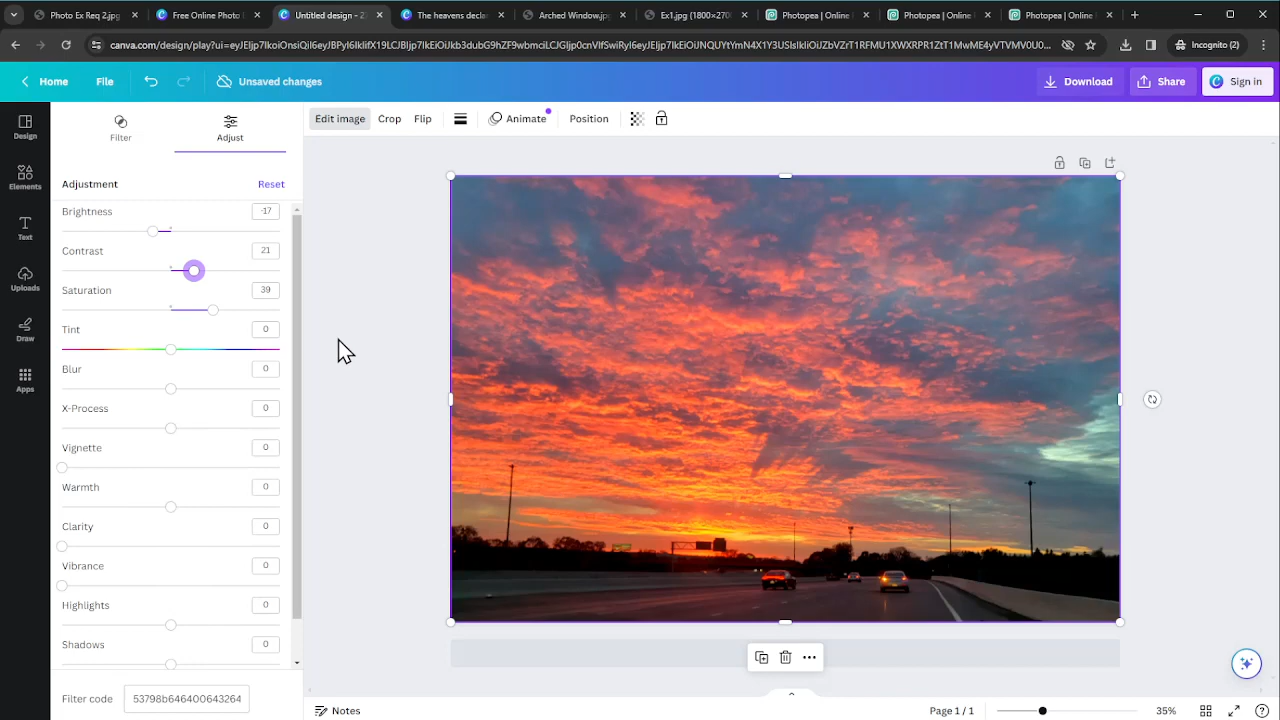 Photo Ex Req 2.jpg
Free Online Photo
Untitled design - 2
The heavens decla
Arched Window.jpg
Ex1.jpg (1800×270
Photopea | Online
Photopea | Online
Photopea | Online
Incognito (2)
Home
File
Unsaved changes
Download
Share
Sign in
Design
Elements
Text
Uploads
Draw
Apps
Filter
Adjust
Edit image
Crop
Flip
Animate
Position
Adjustment
Reset
Brightness
-17
Contrast
21
Saturation
39
Tint
0
Blur
0
X-Process
0
Vignette
0
Warmth
0
Clarity
0
Vibrance
0
Highlights
0
Shadows
0
Filter code
53798b646400643264
Notes
Page 1 / 1
35%